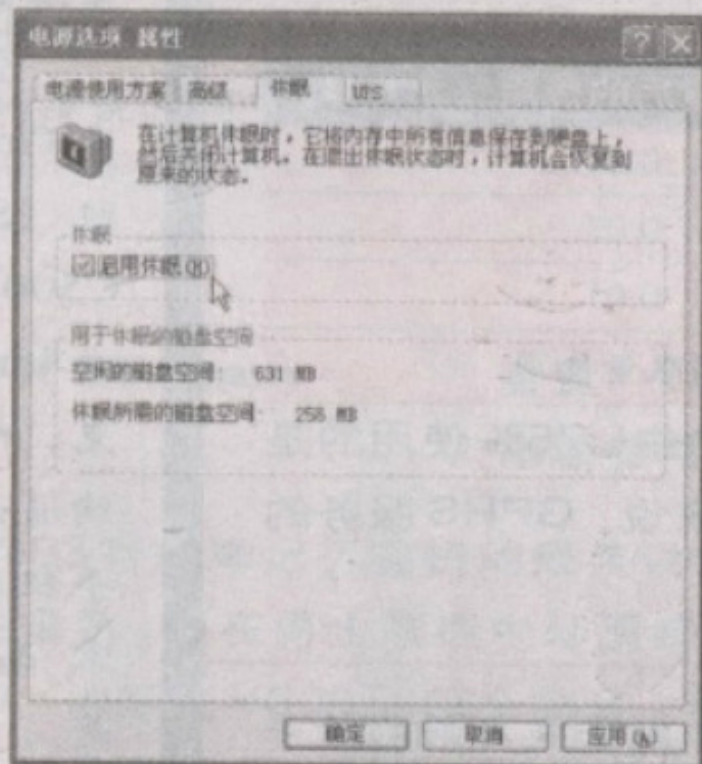 电源选项 属性
电源使用方案 高级 休眠 UPS
在计算机休眠时，它将内存中所有信息保存到硬盘上，
然后关闭计算机。在退出休眠状态时，计算机会恢复到
原来的状态。
休眠
启用休眠(H)
用于休眠的磁盘空间
空闲的磁盘空间： 631 MB
休眠所需的磁盘空间： 256 MB
确定 取消 应用(A)